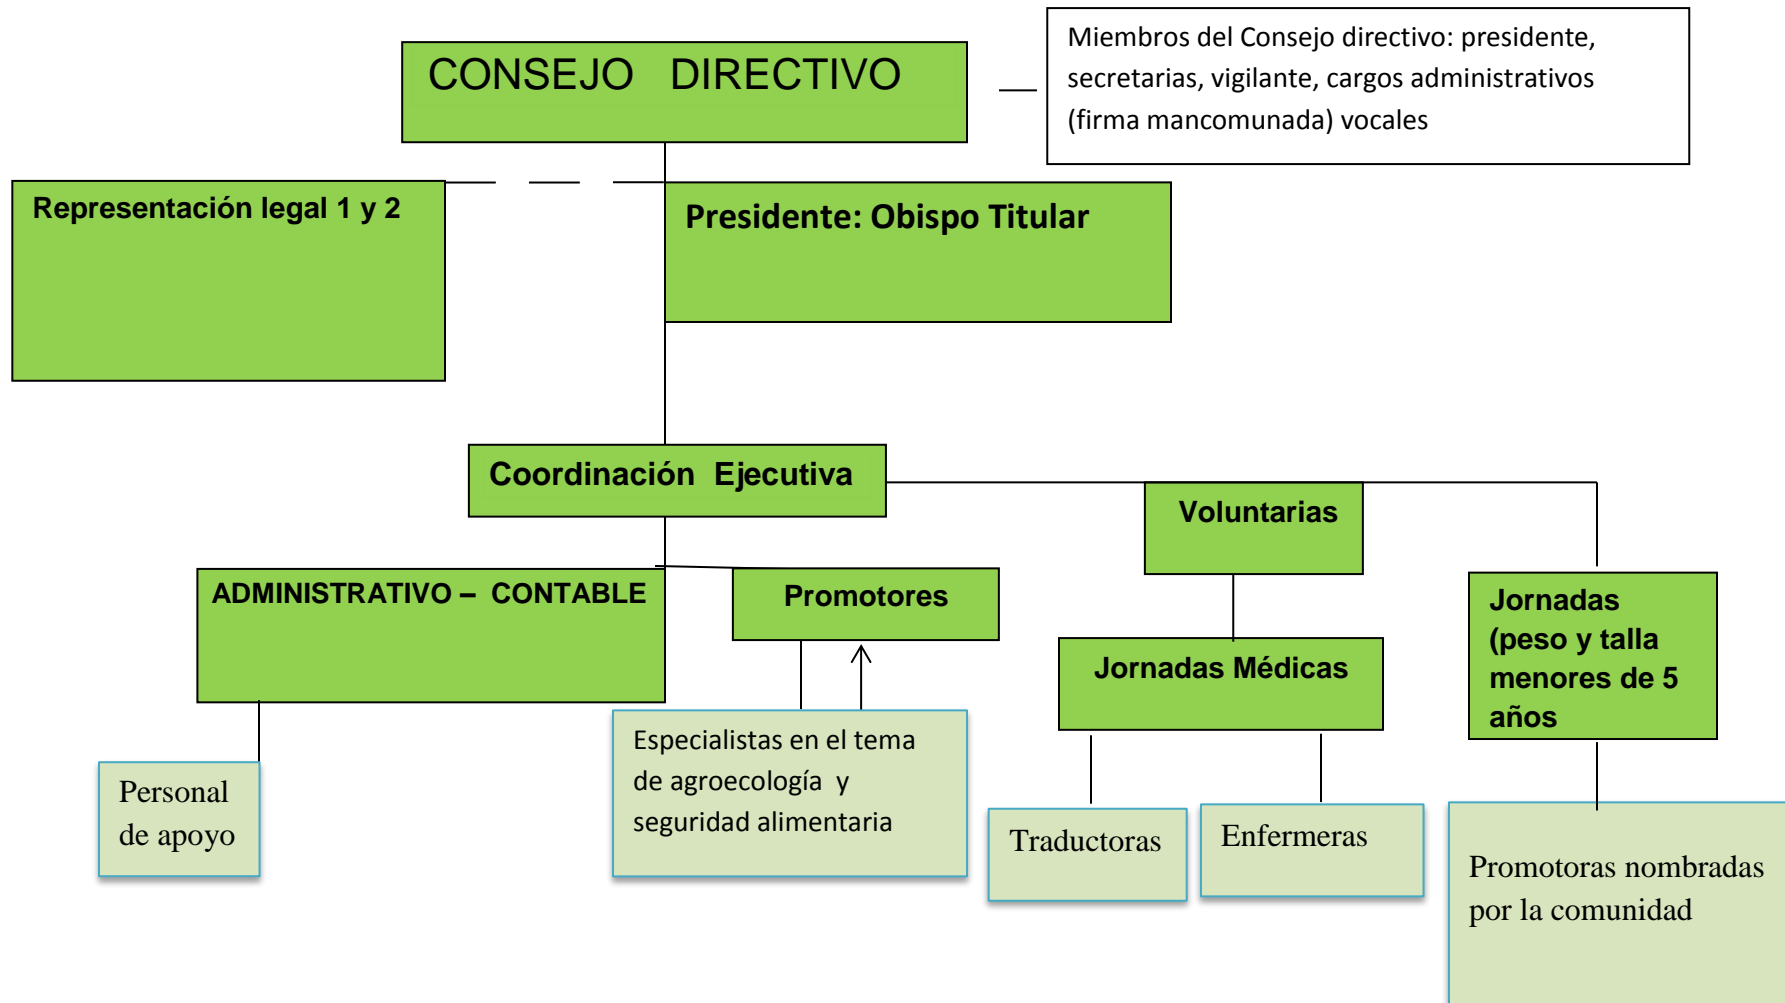 CONSEJO DIRECTIVO
Miembros del Consejo directivo: presidente,
secretarias, vigilante, cargos administrativos
(firma mancomunada) vocales
Representación legal 1 y 2
Presidente: Obispo Titular
Coordinación Ejecutiva
Voluntarias
ADMINISTRATIVO – CONTABLE
Promotores
Jornadas
(peso y talla
menores de 5
años
Jornadas Médicas
Personal
de apoyo
Especialistas en el tema
de agroecología y
seguridad alimentaria
Traductoras
Enfermeras
Promotoras nombradas
por la comunidad